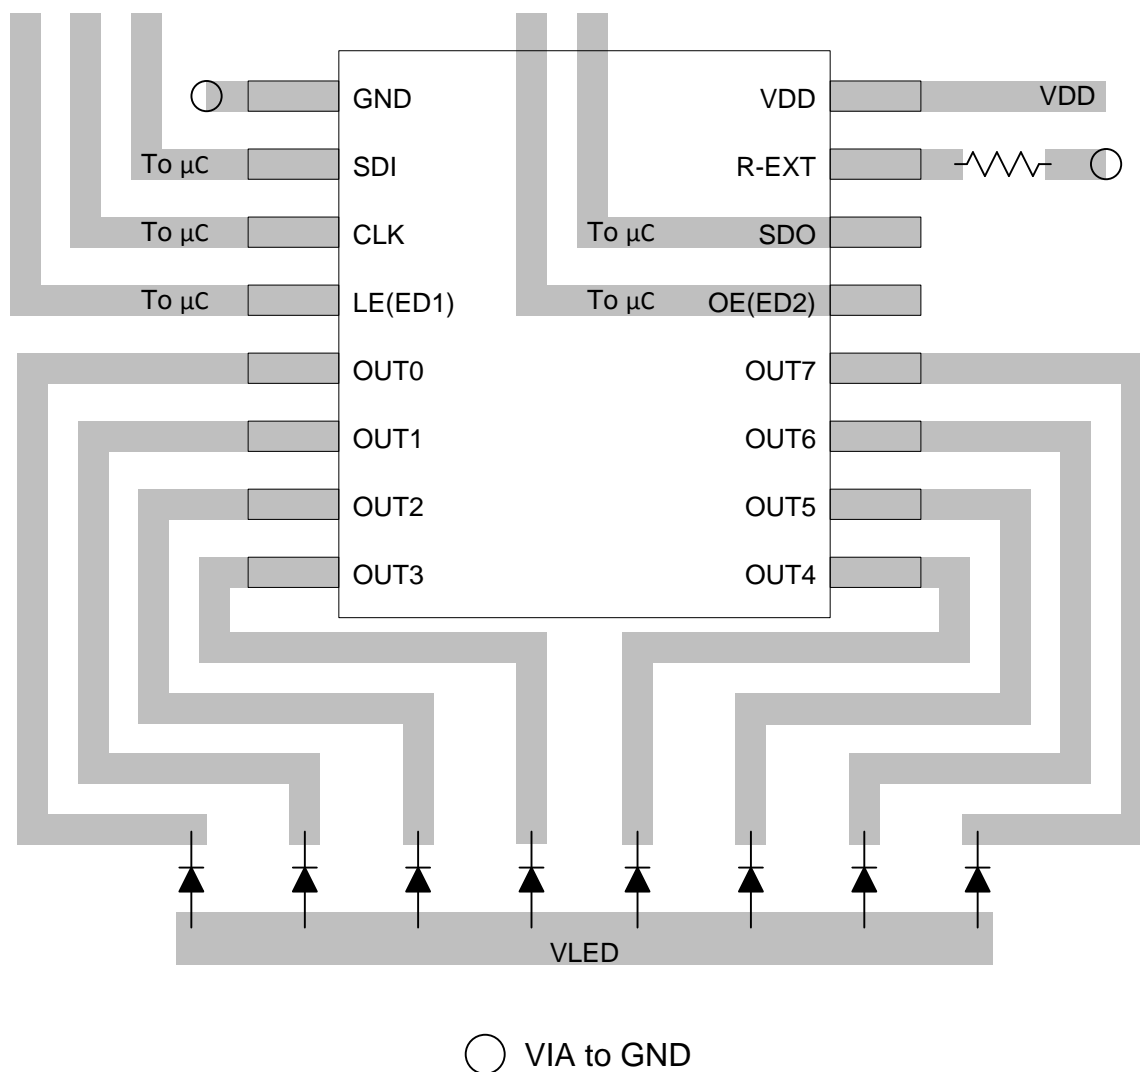 GND VDD VDD
To µC SDI R-EXT
To µC CLK To µC SDO
To µC LE(ED1) To µC OE(ED2)
OUT0 OUT7
OUT1 OUT6
OUT2 OUT5
OUT3 OUT4
VLED
VIA to GND